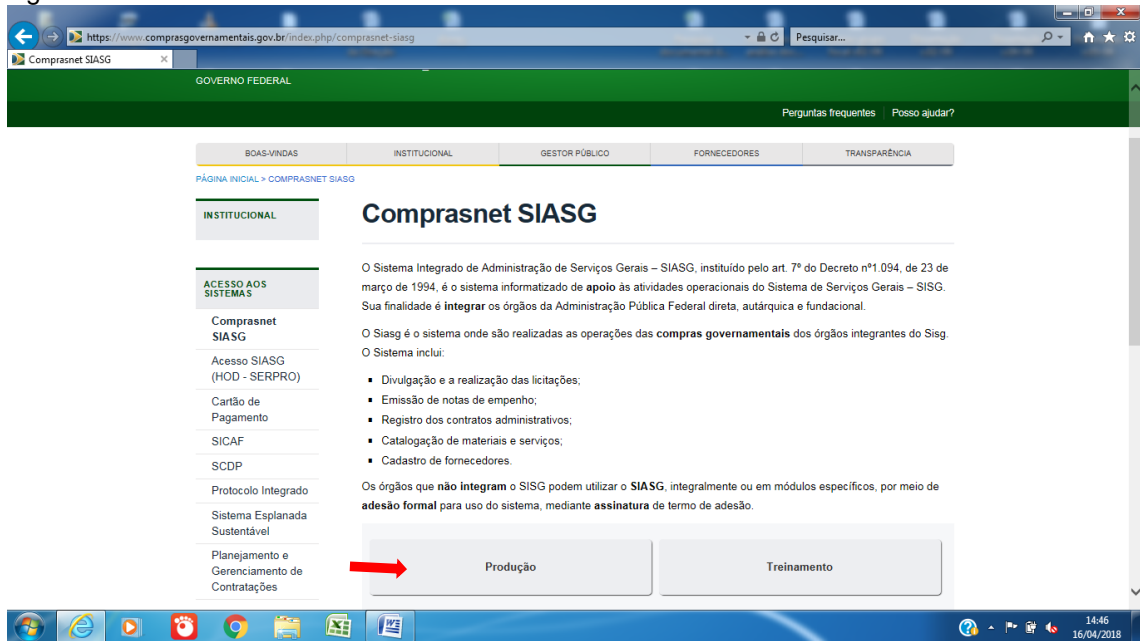 https://www.comprasgovernamentais.gov.br/index.php/comprasnet-siasg
Pesquisar...
Comprasnet SIASG
GOVERNO FEDERAL
Perguntas frequentes Posso ajudar?
BOAS-VINDAS INSTITUCIONAL GESTOR PÚBLICO FORNECEDORES TRANSPARÊNCIA
PÁGINA INICIAL > COMPRASNET SIASG
INSTITUCIONAL
ACESSO AOS
SISTEMAS
Comprasnet
SIASG
Acesso SIASG
(HOD - SERPRO)
Cartão de
Pagamento
SICAF
SCDP
Protocolo Integrado
Sistema Esplanada
Sustentável
Planejamento e
Gerenciamento de
Contratações
Comprasnet SIASG
O Sistema Integrado de Administração de Serviços Gerais – SIASG, instituído pelo art. 7º do Decreto nº1.094, de 23 de
março de 1994, é o sistema informatizado de apoio às atividades operacionais do Sistema de Serviços Gerais – SISG.
Sua finalidade é integrar os órgãos da Administração Pública Federal direta, autárquica e fundacional.
O Siasg é o sistema onde são realizadas as operações das compras governamentais dos órgãos integrantes do Sisg.
O Sistema inclui:
▪ Divulgação e a realização das licitações;
▪ Emissão de notas de empenho;
▪ Registro dos contratos administrativos;
▪ Catalogação de materiais e serviços;
▪ Cadastro de fornecedores.
Os órgãos que não integram o SISG podem utilizar o SIASG, integralmente ou em módulos específicos, por meio de
adesão formal para uso do sistema, mediante assinatura de termo de adesão.
Produção Treinamento
14:46
16/04/2018